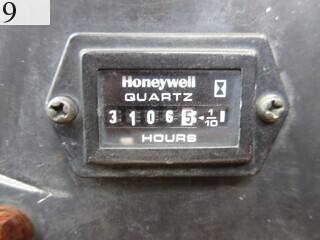 9
Honeywell
QUARTZ
31065 1/10
HOURS